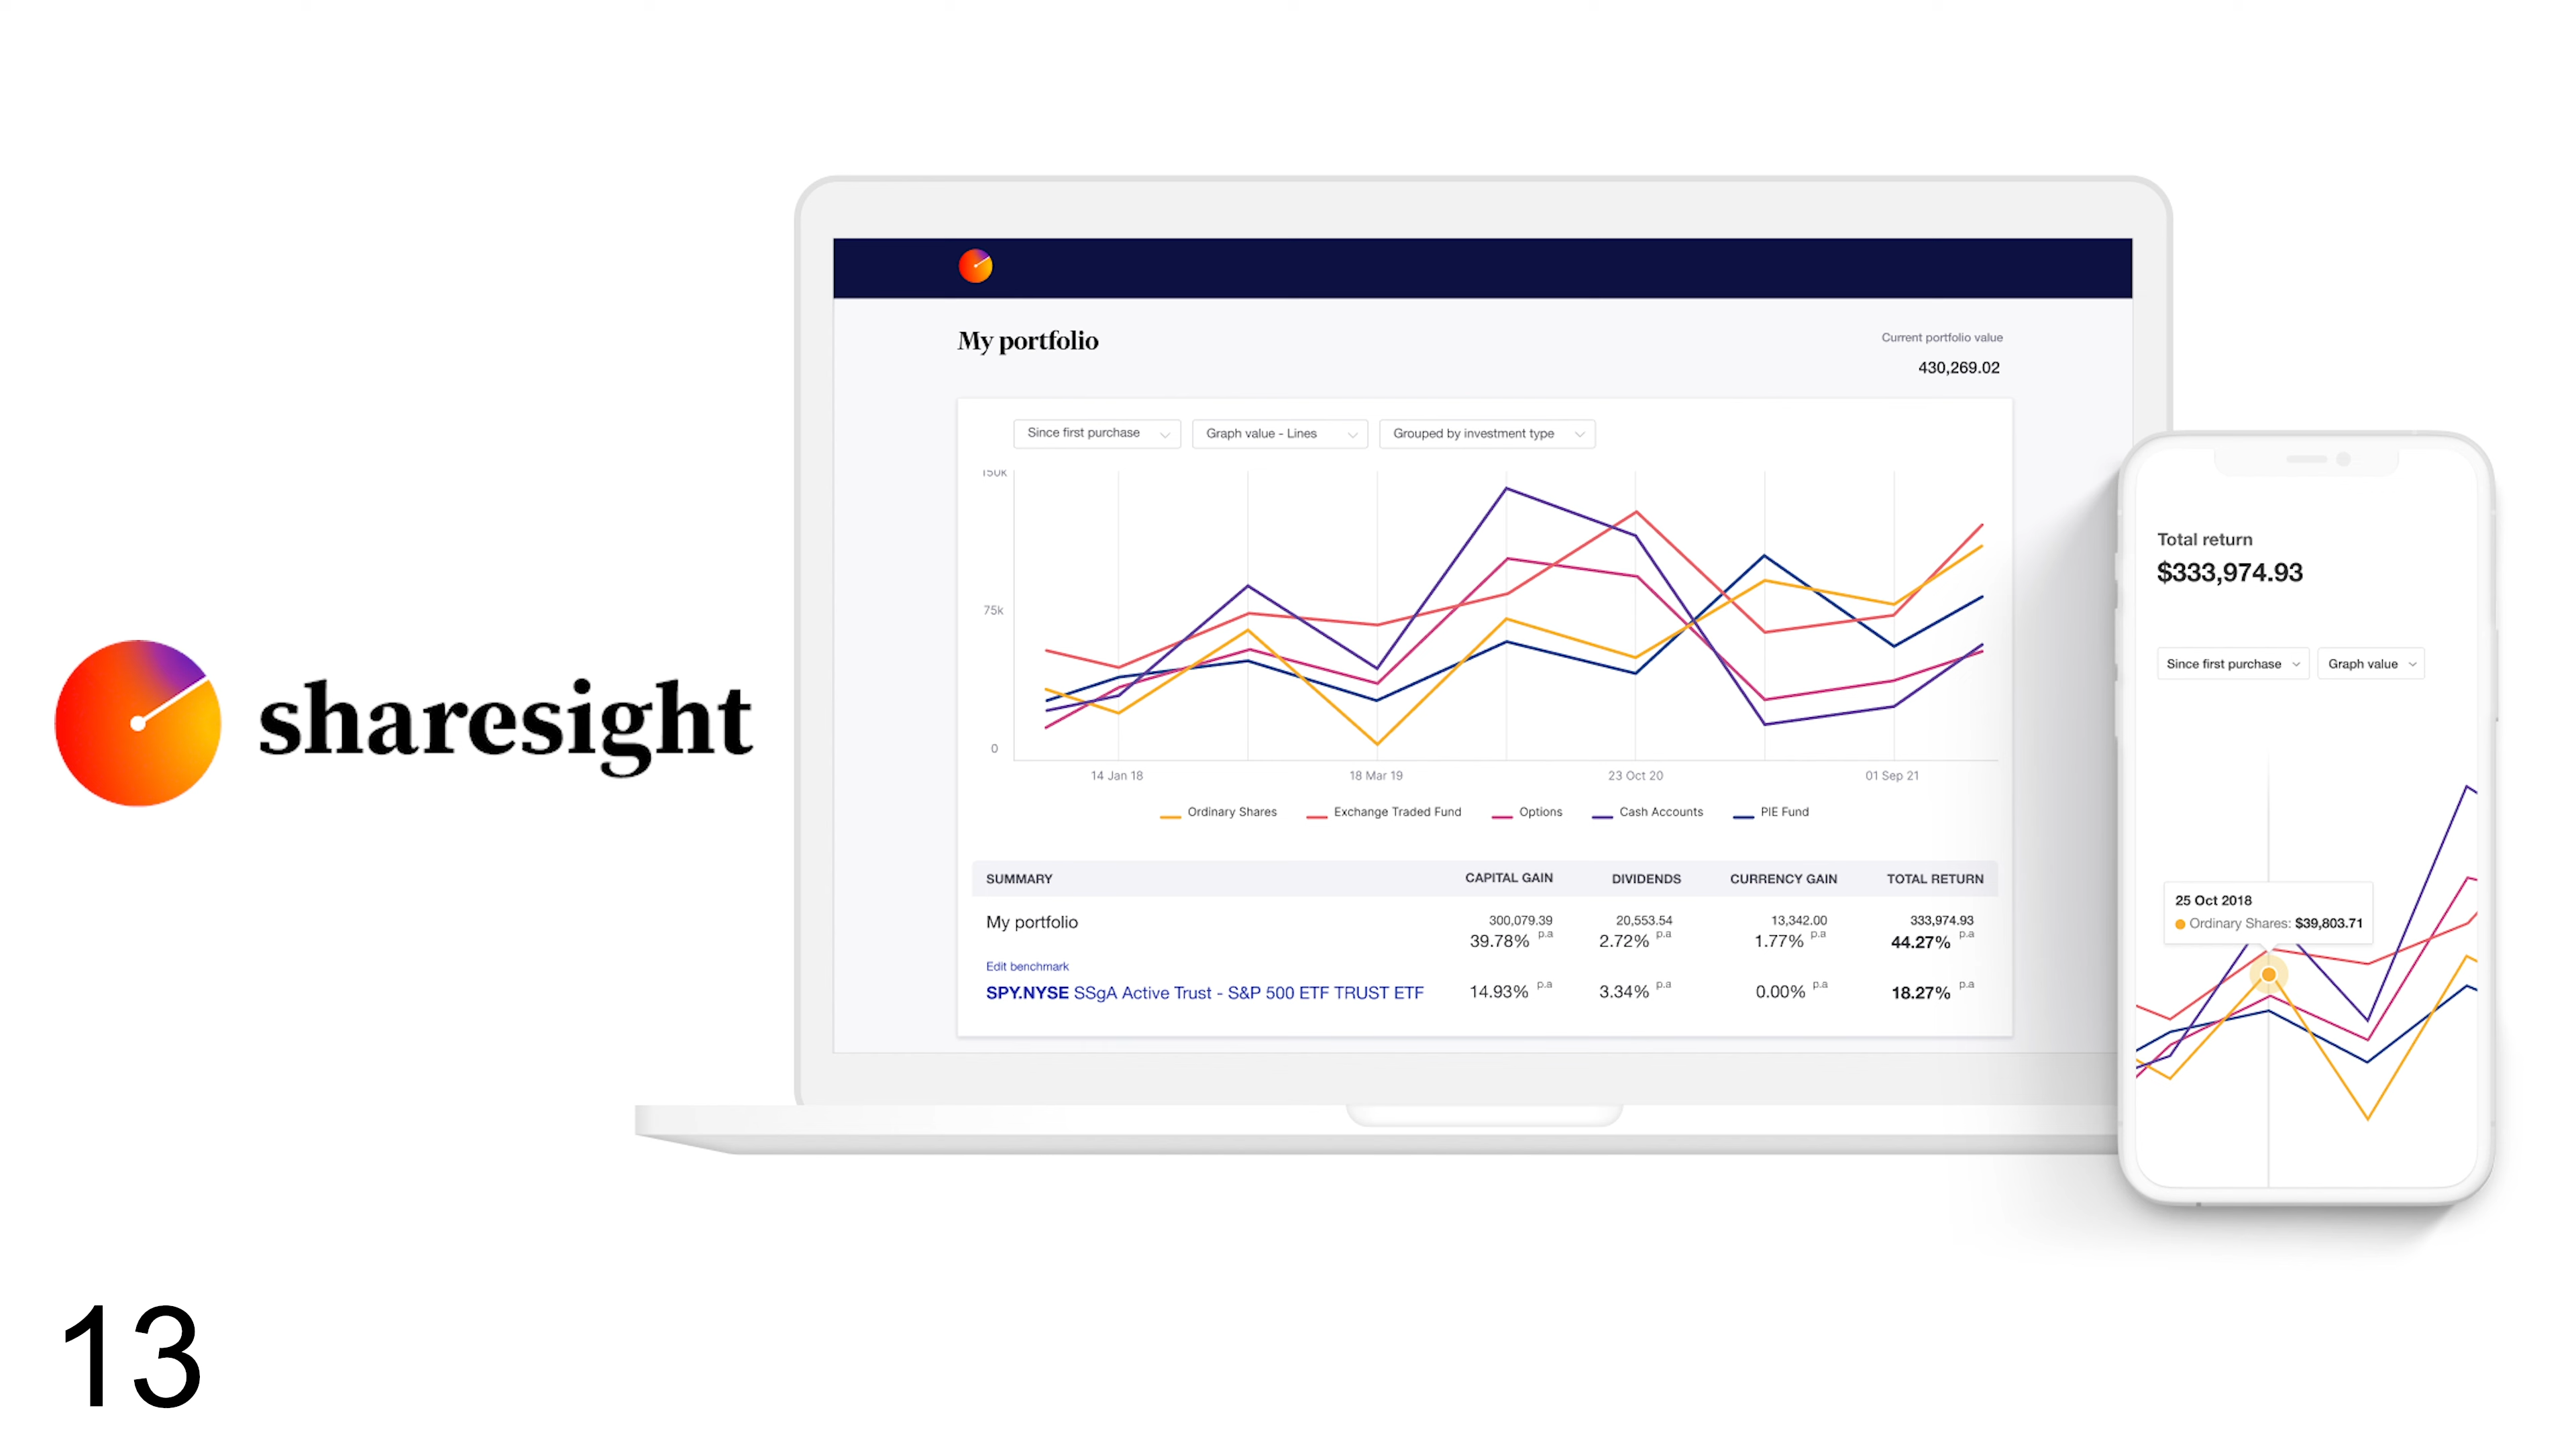 sharesight
My portfolio
Current portfolio value
430,269.02
Since first purchase
Graph value - Lines
Grouped by investment type
150k
75k
0
14 Jan 18
18 Mar 19
23 Oct 20
01 Sep 21
Ordinary Shares
Exchange Traded Fund
Options
Cash Accounts
PIE Fund
SUMMARY CAPITAL GAIN DIVIDENDS CURRENCY GAIN TOTAL RETURN
My portfolio 300,079.39 20,553.54 13,342.00 333,974.93
39.78% p.a 2.72% p.a 1.77% p.a 44.27% p.a
Edit benchmark
SPY.NYSE SSgA Active Trust - S&P 500 ETF TRUST ETF 14.93% p.a 3.34% p.a 0.00% p.a 18.27% p.a
Total return
$333,974.93
Since first purchase
Graph value
25 Oct 2018
Ordinary Shares: $39,803.71
13